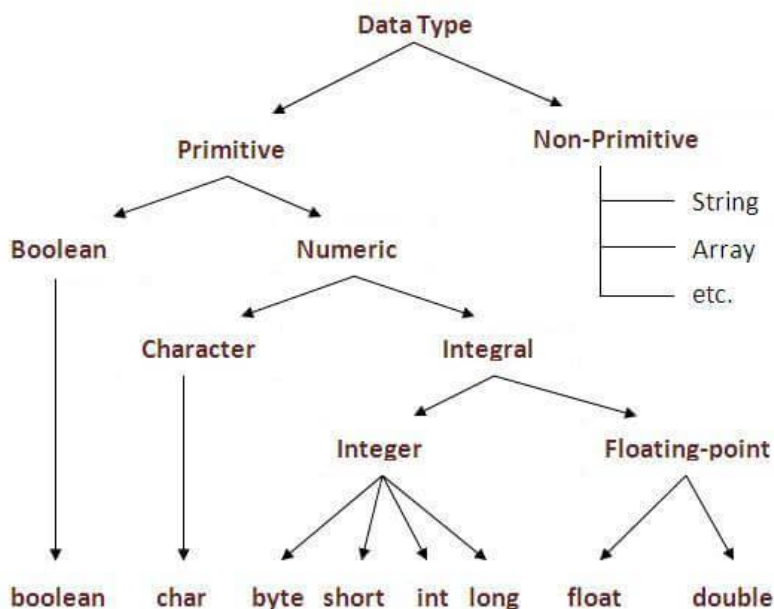 Data Type
Primitive
Non-Primitive
String
Array
etc.
Boolean
Numeric
Character
Integral
Integer
Floating-point
boolean char byte short int long float double